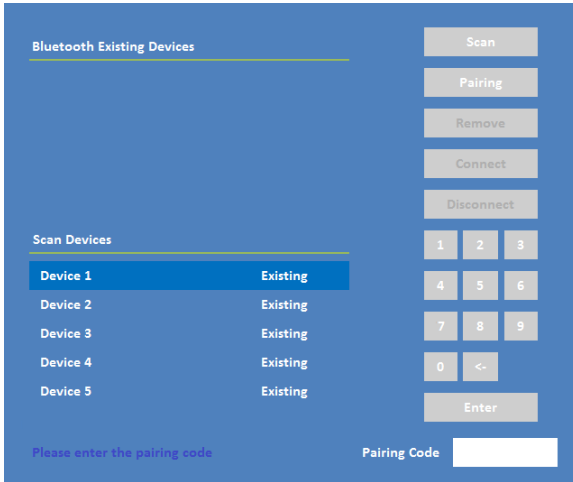 Bluetooth Existing Devices
Scan Devices
Device 1 Existing
Device 2 Existing
Device 3 Existing
Device 4 Existing
Device 5 Existing
Please enter the pairing code
Scan
Pairing
Remove
Connect
Disconnect
1 2 3
4 5 6
7 8 9
0 <-
Enter
Pairing Code